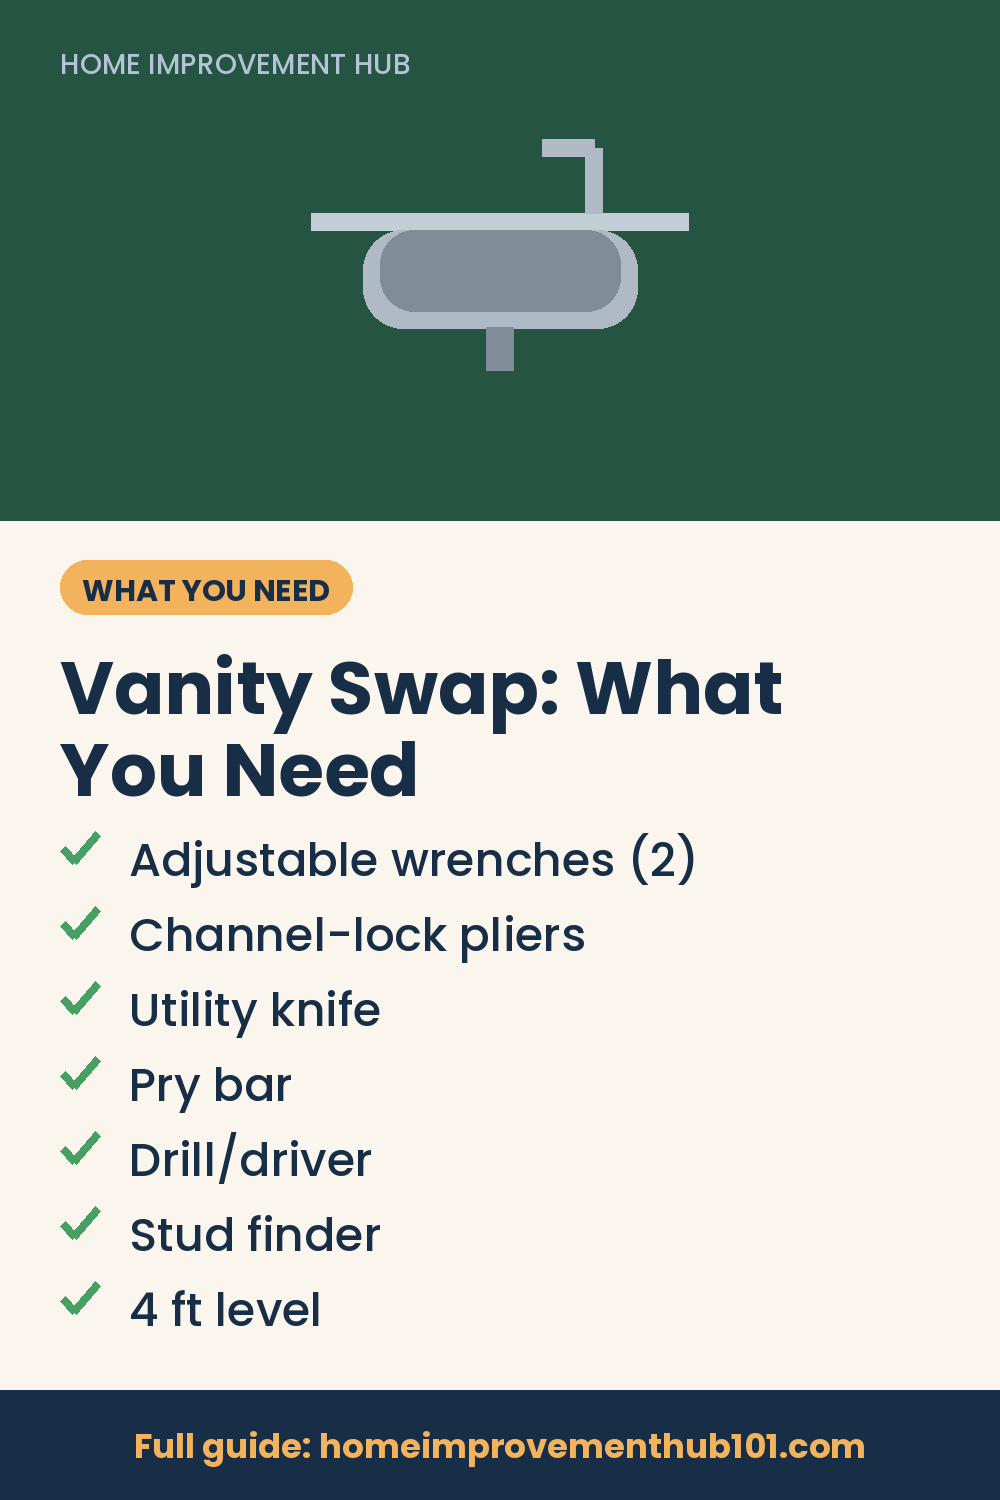 HOME IMPROVEMENT HUB
WHAT YOU NEED
Vanity Swap: What
You Need
Adjustable wrenches (2)
Channel-lock pliers
Utility knife
Pry bar
Drill/driver
Stud finder
4 ft level
Full guide: homeimprovementhub101.com